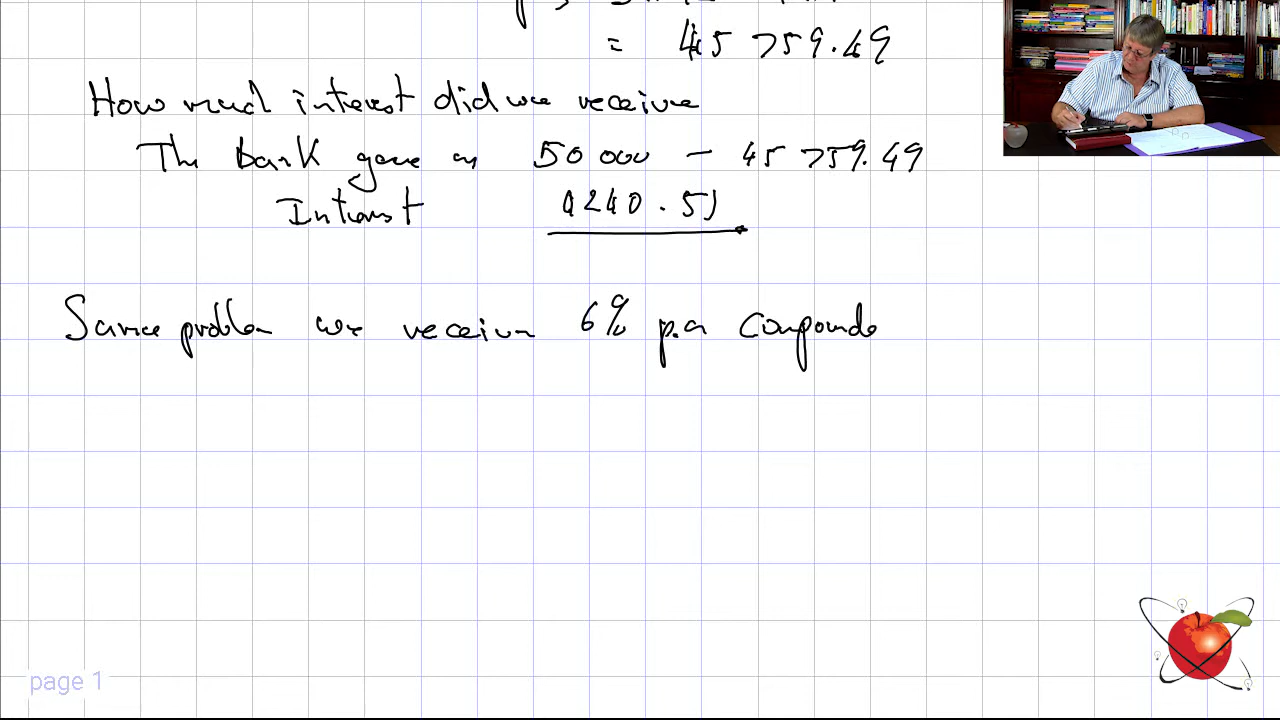 = 45 759.49
How much interest did we receive
The bank gave us 50 000 - 45 759.49
Interest 4240.51
Same problem we receive 6% p.a compounde
page 1